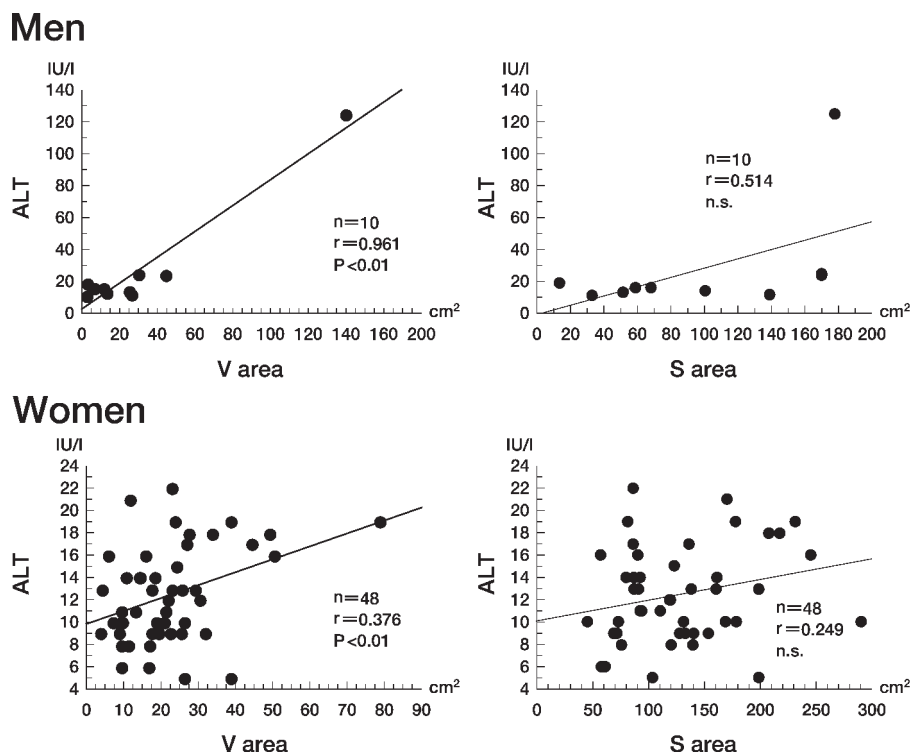 Men
IU/l
140
120
100
80
60
40
20
0
ALT
n=10
r=0.961
P<0.01
0 20 40 60 80 100 120 140 160 180 200
cm²
V area
IU/l
140
120
100
80
60
40
20
0
ALT
n=10
r=0.514
n.s.
0 20 40 60 80 100 120 140 160 180 200
cm²
S area
Women
IU/l
24
22
20
18
16
14
12
10
8
6
4
ALT
n=48
r=0.376
P<0.01
0 10 20 30 40 50 60 70 80 90
cm²
V area
IU/l
24
22
20
18
16
14
12
10
8
6
4
ALT
n=48
r=0.249
n.s.
0 50 100 150 200 250 300
cm²
S area